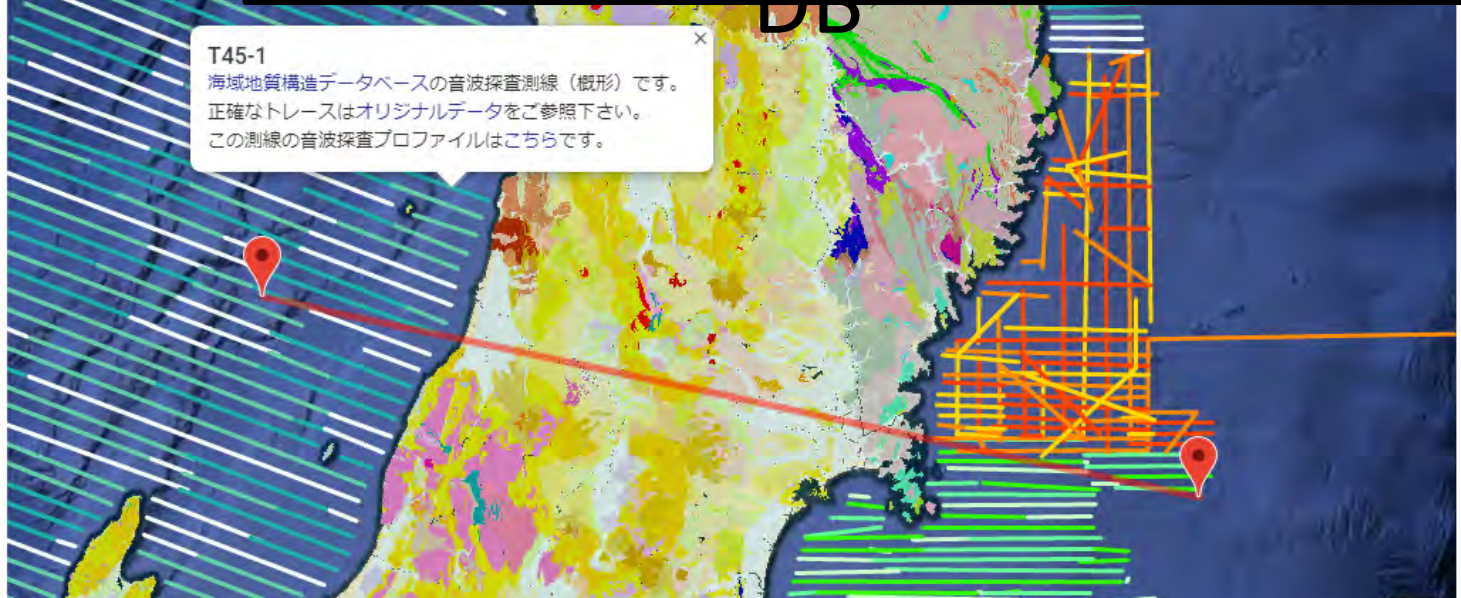 DB
T45-1
海域地質構造データベースの音波探査測線（概形）です。
正確なトレースはオリジナルデータをご参照下さい。
この測線の音波探査プロファイルはこちらです。
×